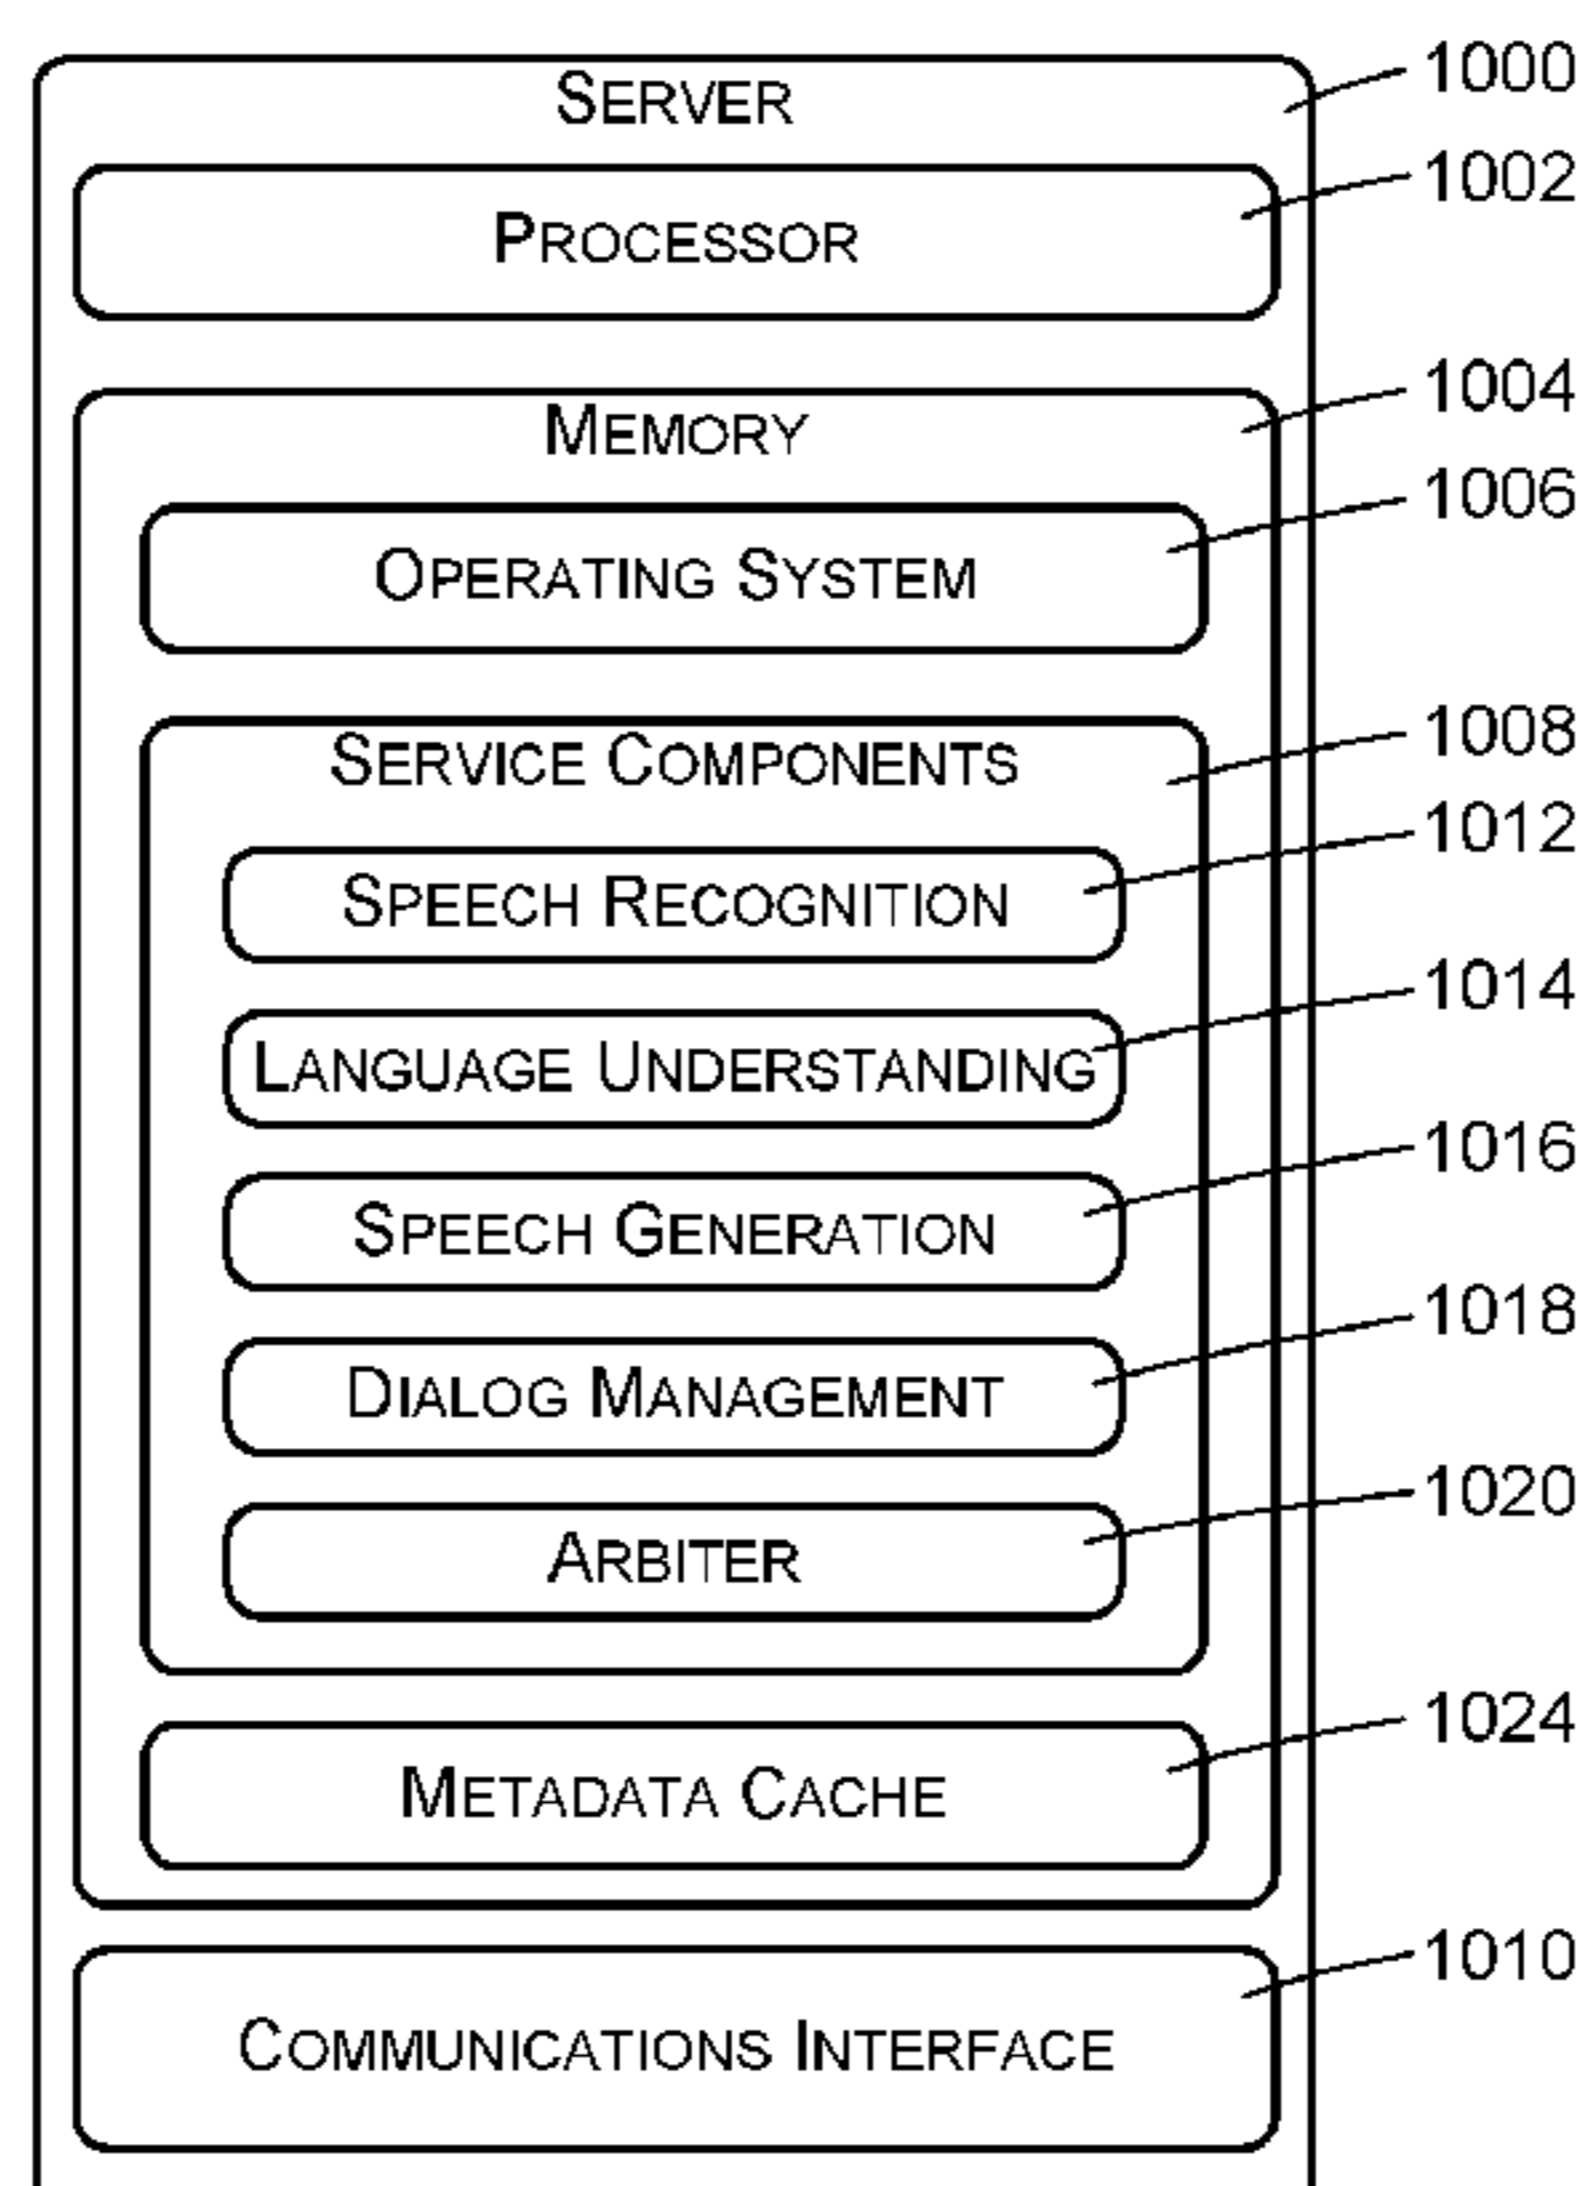 SERVER 1000
PROCESSOR 1002
MEMORY 1004
OPERATING SYSTEM 1006
SERVICE COMPONENTS 1008
SPEECH RECOGNITION 1012
LANGUAGE UNDERSTANDING 1014
SPEECH GENERATION 1016
DIALOG MANAGEMENT 1018
ARBITER 1020
METADATA CACHE 1024
COMMUNICATIONS INTERFACE 1010